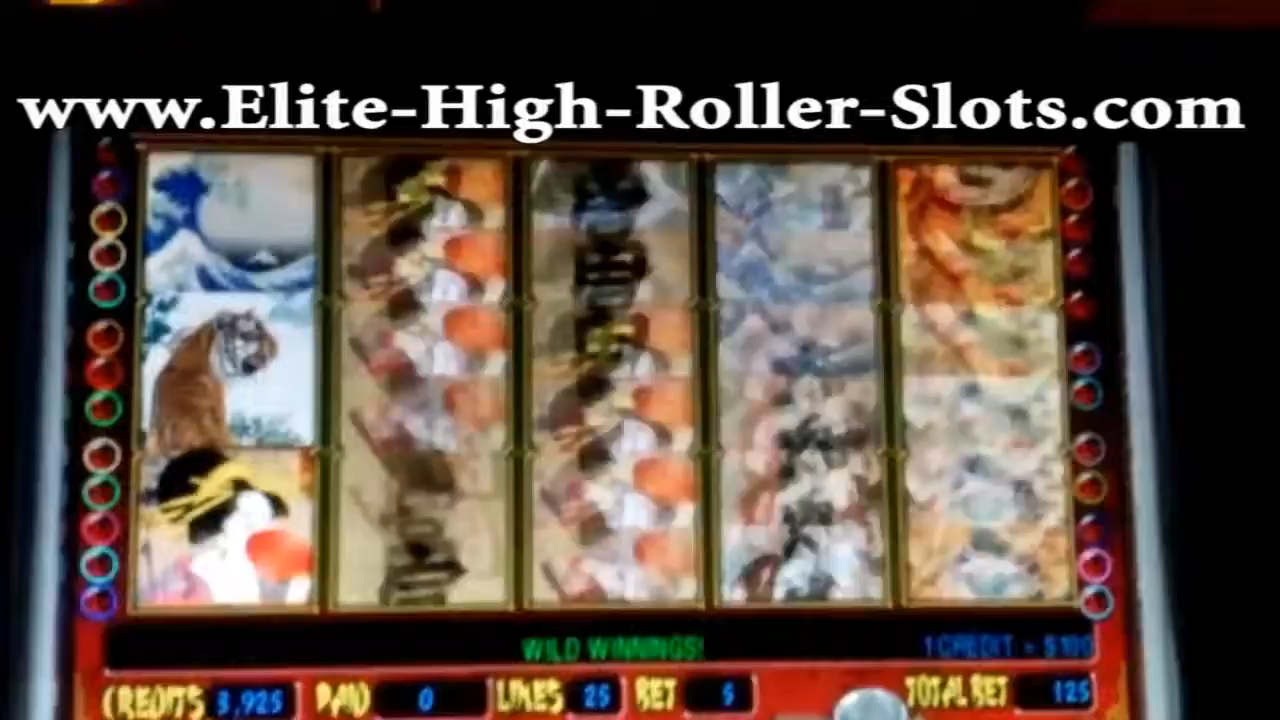 www.Elite-High-Roller-Slots.com
WILD WINNINGS!
1 CREDIT = $100
CREDITS 3,925 PAID 0 LINES 25 BET 5 TOTAL BET 125